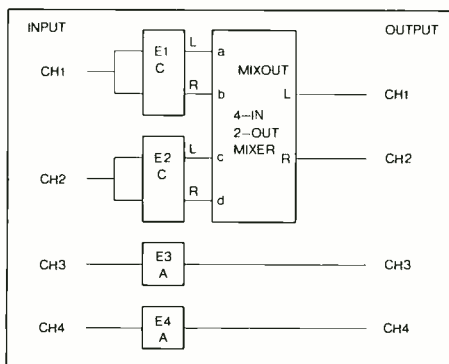 INPUT OUTPUT
L
E1 a
C MIXOUT
CH1 R b L CH1
4-IN
2-OUT
L MIXER
E2 c R CH2
C
CH2 R d
E3
CH3 A CH3
E4
CH4 A CH4